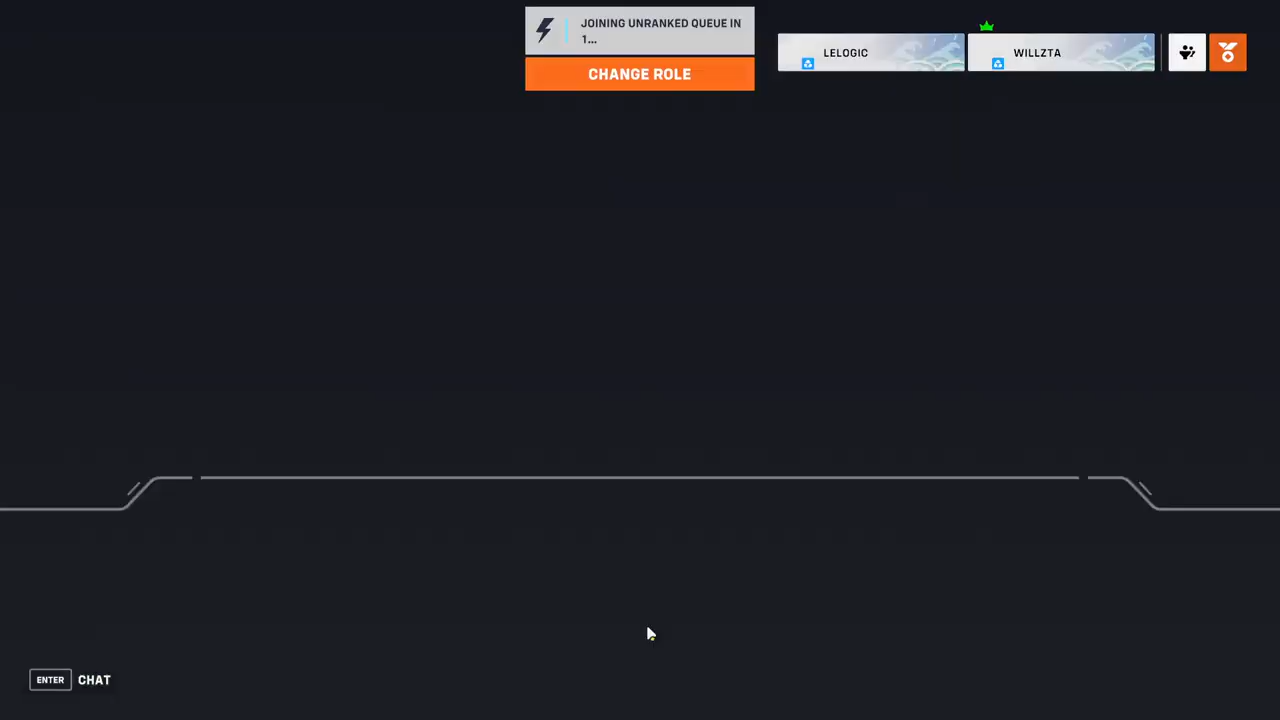 JOINING UNRANKED QUEUE IN
1...
CHANGE ROLE
LELOGIC
WILLZTA
ENTER CHAT